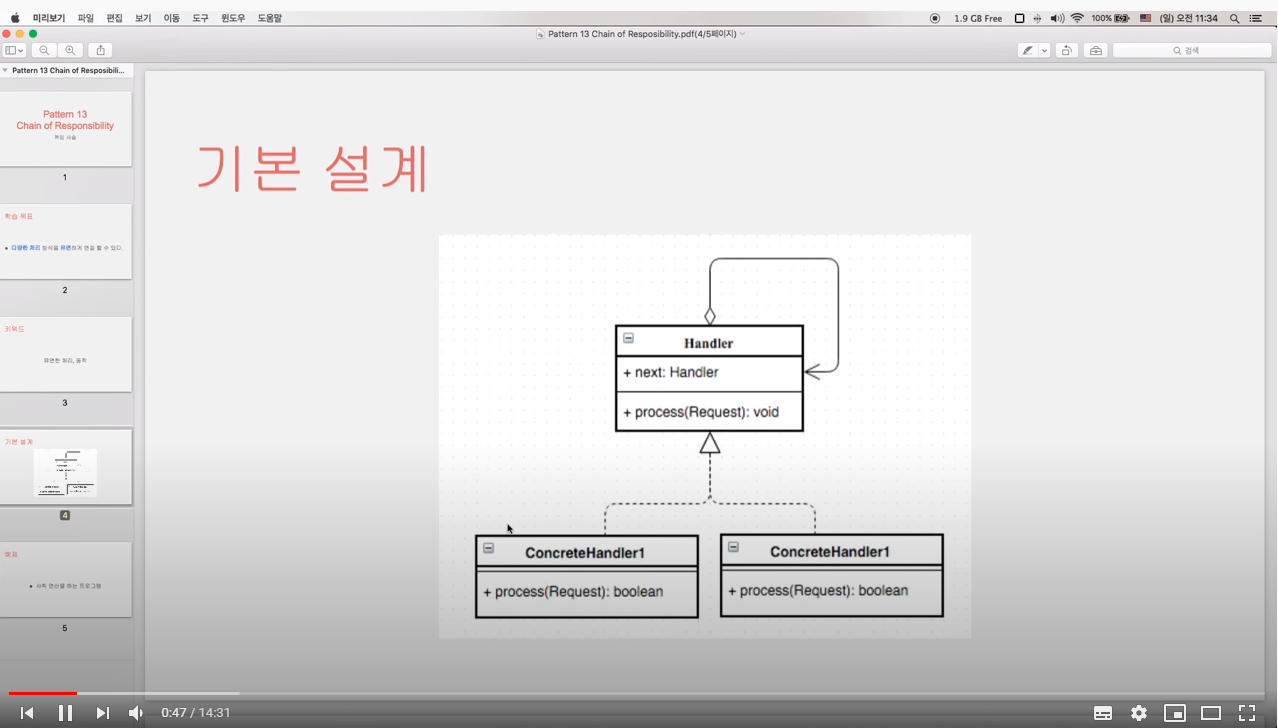 미리보기 파일 편집 보기 이동 도구 윈도우 도움말 1.9 GB Free 100% (일) 오전 11:34
Pattern 13 Chain of Resposibility.pdf(4/5페이지)
검색
Pattern 13 Chain of Resposibili...
Pattern 13
Chain of Responsibility
책임 사슬
1
학습 목표
다양한 처리 방식을 유연하게 연결 할 수 있다.
2
키워드
유연한 처리, 동적
3
기본 설계
4
예제
사칙 연산을 하는 프로그램
5
기본 설계
Handler
+ next: Handler
+ process(Request): void
ConcreteHandler1
+ process(Request): boolean
ConcreteHandler1
+ process(Request): boolean
0:47 / 14:31